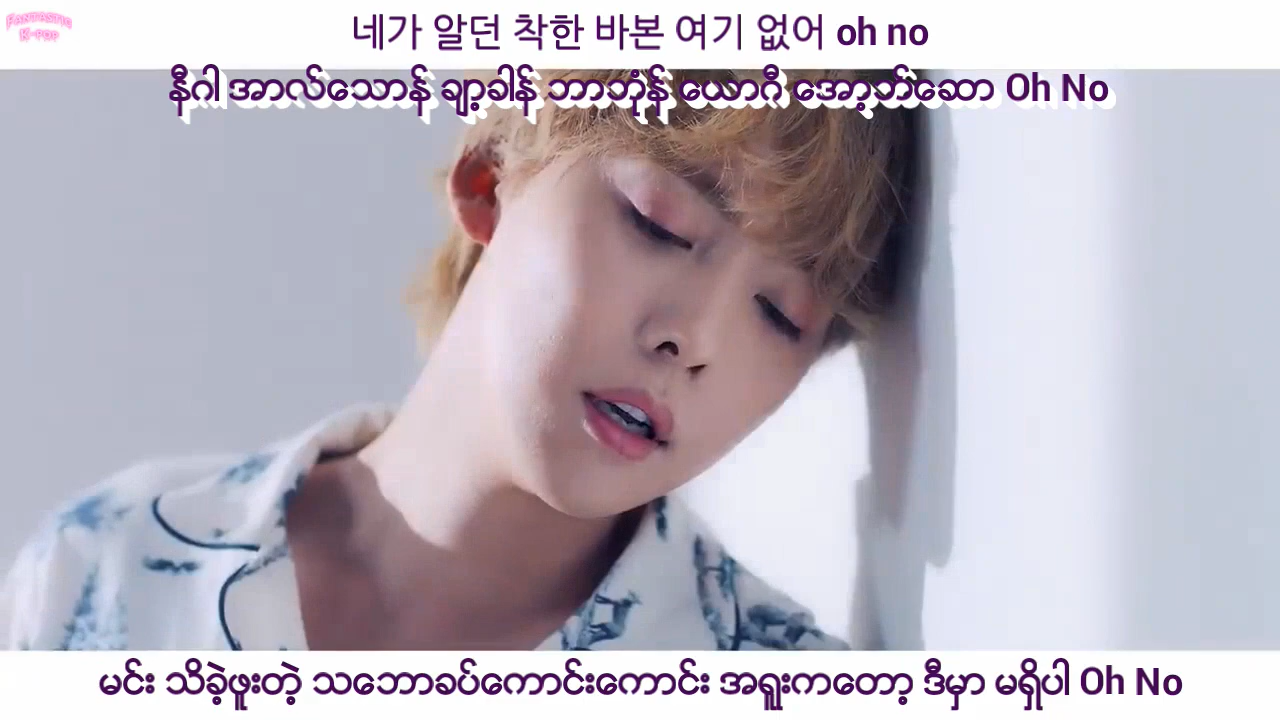 Fantastic
K-pop
네가 알던 착한 바본 여기 없어 oh no
နီဂါ အာလ်သောန် ချာ့ခါန် ဘာဘုံန် ယောဂီ အော့ဘ်ဆော Oh No
မင်း သိခဲ့ဖူးတဲ့ သဘောခပ်ကောင်းကောင်း အရူးကတော့ ဒီမှာ မရှိပါ Oh No